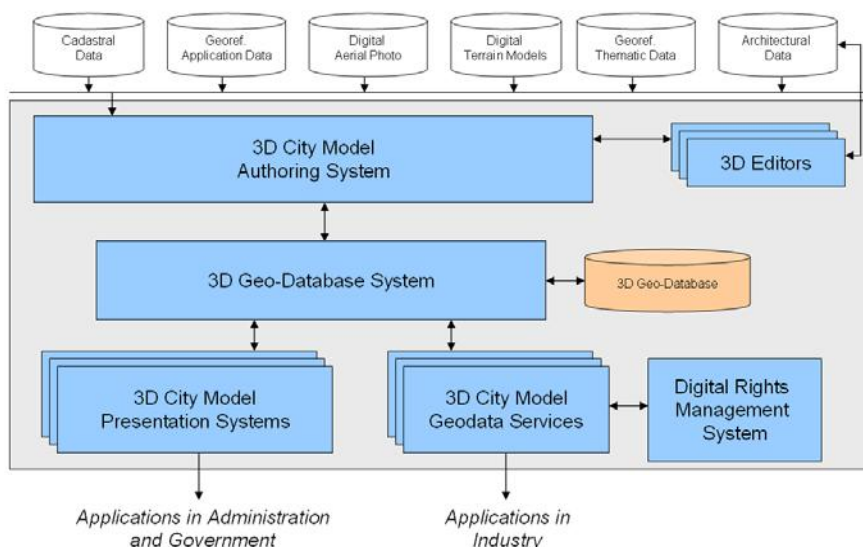 Cadastral
Data
Georef.
Application Data
Digital
Aerial Photo
Digital
Terrain Models
Georef.
Thematic Data
Architectural
Data
3D City Model
Authoring System
3D Editors
3D Geo-Database System
3D Geo-Database
3D City Model
Presentation Systems
3D City Model
Geodata Services
Digital Rights
Management
System
Applications in Administration
and Government
Applications in
Industry